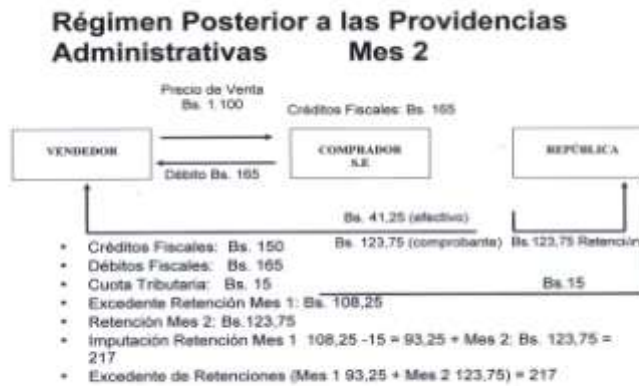 Régimen Posterior a las Providencias
Administrativas Mes 2
Precio de Venta
Bs. 1.100
Créditos Fiscales: Bs. 165
VENDEDOR
COMPRADOR
S.E
REPÚBLICA
Débito Bs. 165
Bs. 41,25 (efectivo)
Bs. 123,75 (comprobante) Bs.123,75 Retención
• Créditos Fiscales: Bs. 150
• Débitos Fiscales: Bs. 165
• Cuota Tributaria: Bs. 15
Bs.15
• Excedente Retención Mes 1: Bs. 108,25
• Retención Mes 2: Bs.123,75
• Imputación Retención Mes 1 108,25 -15 = 93,25 + Mes 2: Bs. 123,75 =
217
• Excedente de Retenciones (Mes 1 93,25 + Mes 2 123,75) = 217